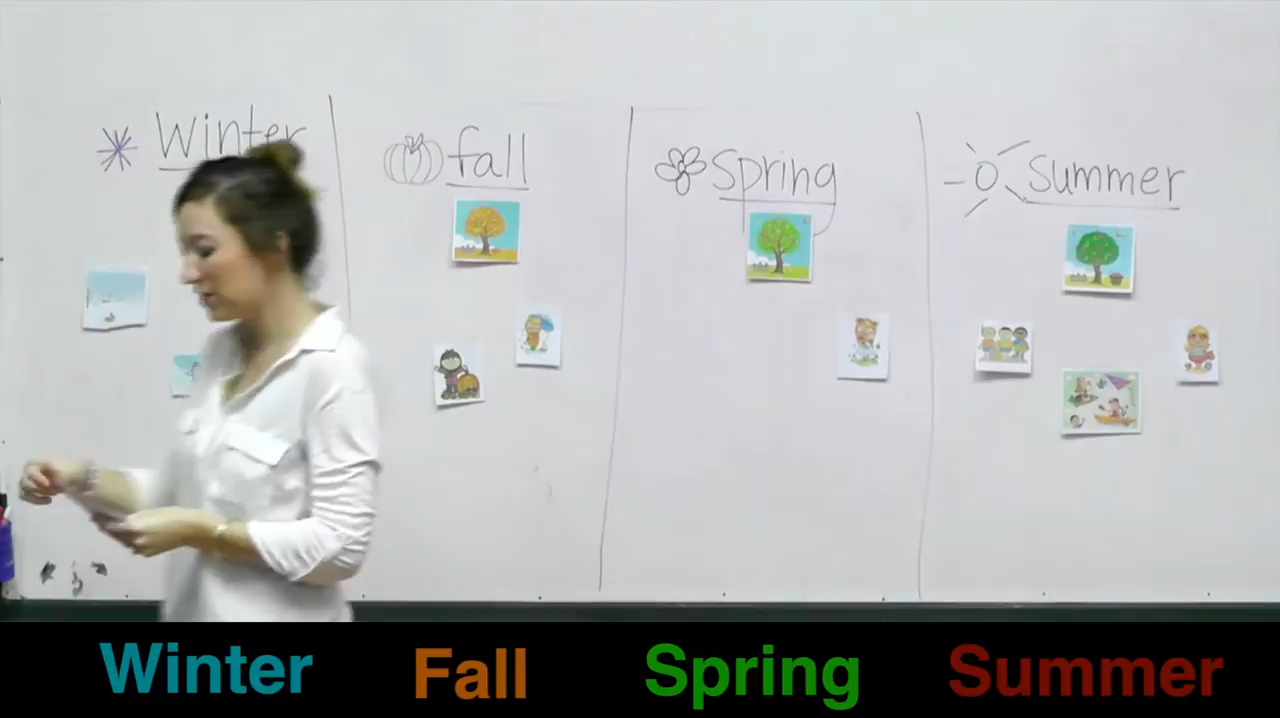 Winter
fall
Spring
Summer
Winter Fall Spring Summer